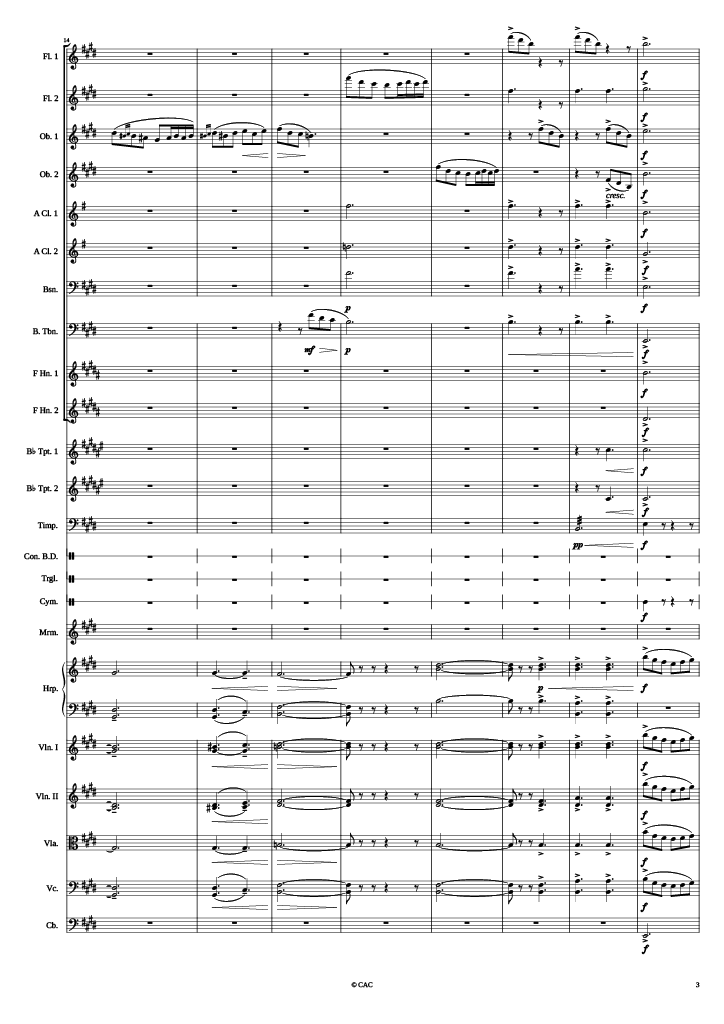 14
Fl. 1
Fl. 2
Ob. 1
Ob. 2
cresc.
A Cl. 1
A Cl. 2
Bsn.
B. Tbn.
F Hn. 1
F Hn. 2
B♭ Tpt. 1
B♭ Tpt. 2
Timp.
Con. B.D.
Trgl.
Cym.
Mrm.
Hrp.
Vln. I
Vln. II
Vla.
Vc.
Cb.
f
f
f
f
f
f
p f
mf p f
f
f
f
f
pp f
f
p f
f
f
f
f
f
© CAC
3